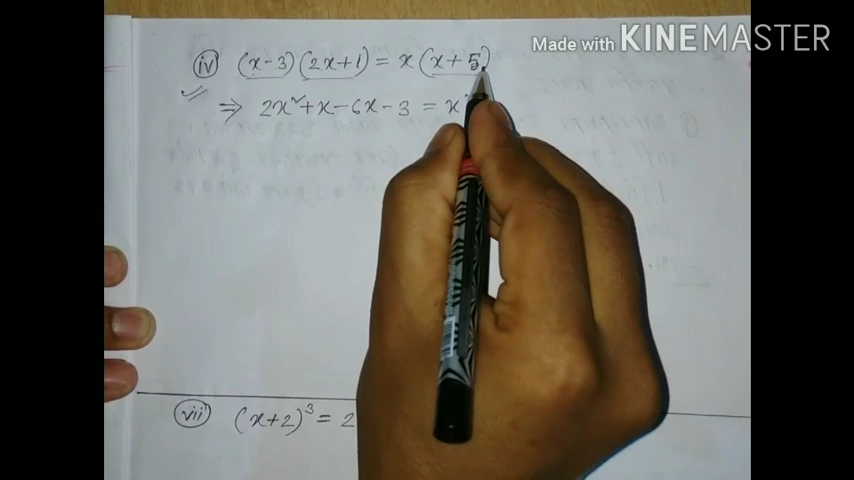 Made with KINEMASTER
(iv) (x-3)(2x+1) = x(x+5)
⇒ 2x²+x-6x-3 = x
(vii) (x+2)³ = 2